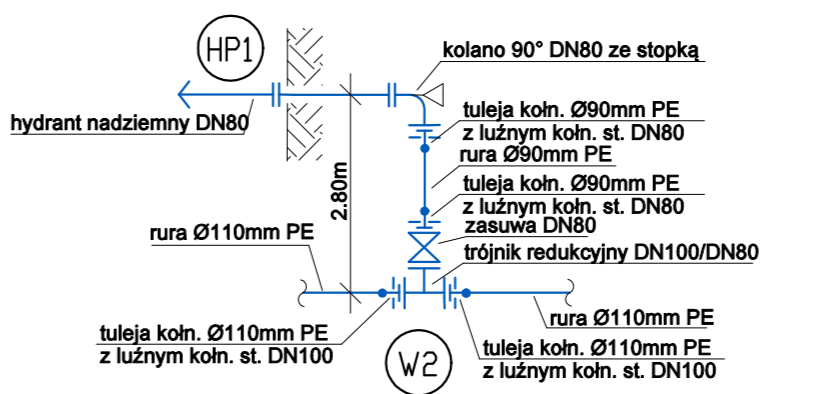 HP1
kolano 90° DN80 ze stopką
hydrant nadziemny DN80
tuleja kołn. Ø90mm PE
z luźnym kołn. st. DN80
rura Ø90mm PE
2.80m
tuleja kołn. Ø90mm PE
z luźnym kołn. st. DN80
zasuwa DN80
rura Ø110mm PE
trójnik redukcyjny DN100/DN80
rura Ø110mm PE
tuleja kołn. Ø110mm PE
z luźnym kołn. st. DN100
W2
tuleja kołn. Ø110mm PE
z luźnym kołn. st. DN100